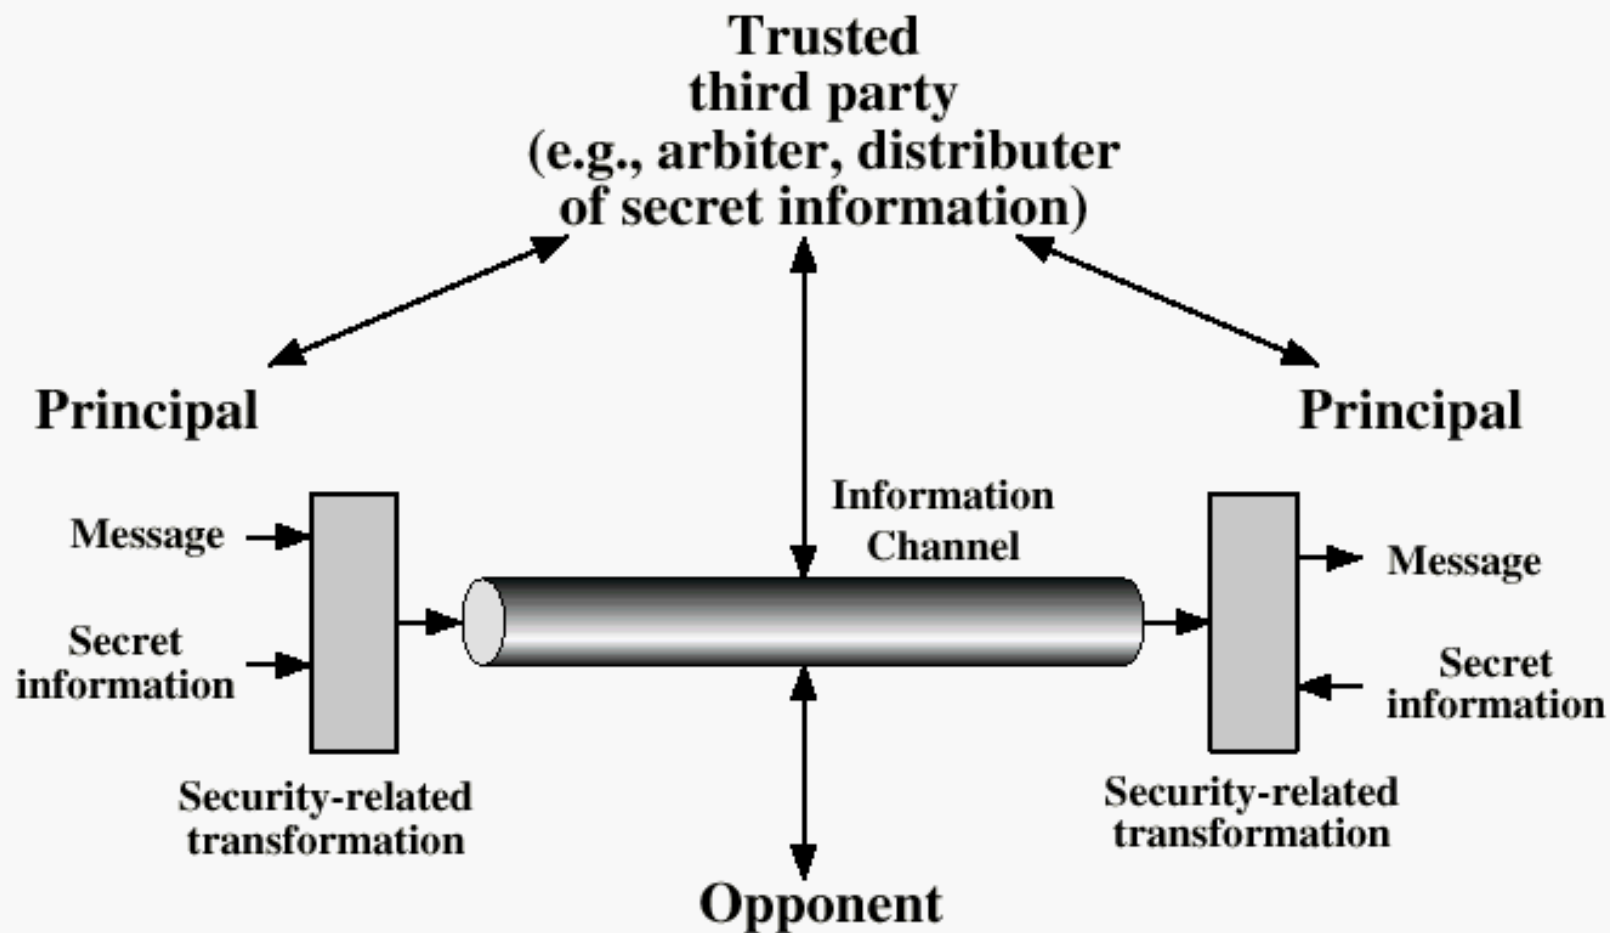 Trusted
third party
(e.g., arbiter, distributer
of secret information)
Principal
Principal
Information
Channel
Message
Secret
information
Message
Secret
information
Security-related
transformation
Security-related
transformation
Opponent